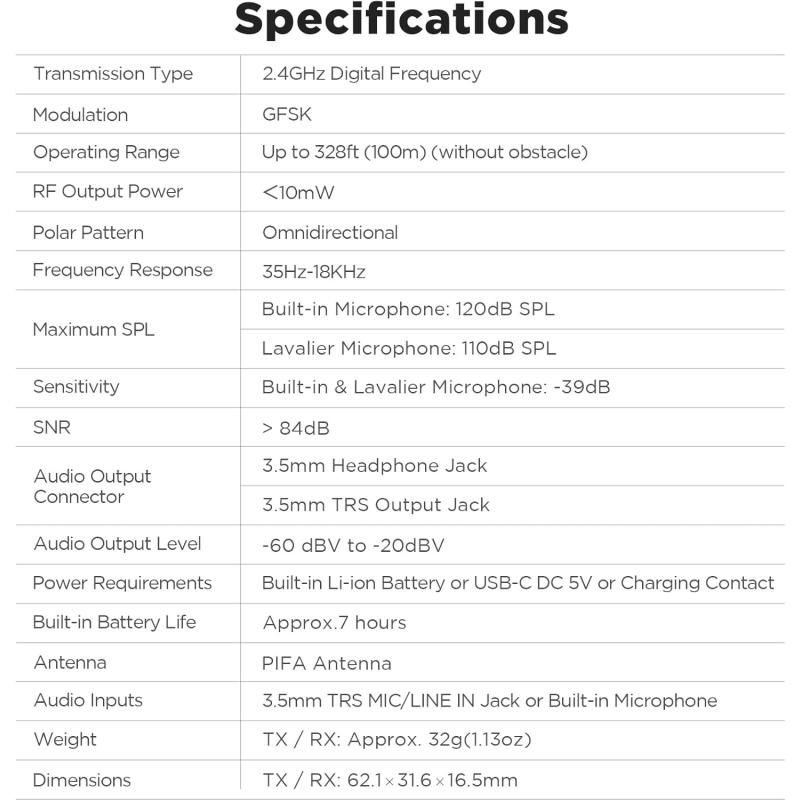 Specifications
Transmission Type 2.4GHz Digital Frequency
Modulation GFSK
Operating Range Up to 328ft (100m) (without obstacle)
RF Output Power <10mW
Polar Pattern Omnidirectional
Frequency Response 35Hz-18KHz
Maximum SPL
Built-in Microphone: 120dB SPL
Lavalier Microphone: 110dB SPL
Sensitivity Built-in & Lavalier Microphone: -39dB
SNR > 84dB
Audio Output
Connector
3.5mm Headphone Jack
3.5mm TRS Output Jack
Audio Output Level -60 dBV to -20dBV
Power Requirements Built-in Li-ion Battery or USB-C DC 5V or Charging Contact
Built-in Battery Life Approx.7 hours
Antenna PIFA Antenna
Audio Inputs 3.5mm TRS MIC/LINE IN Jack or Built-in Microphone
Weight TX / RX: Approx. 32g(1.13oz)
Dimensions TX / RX: 62.1×31.6×16.5mm